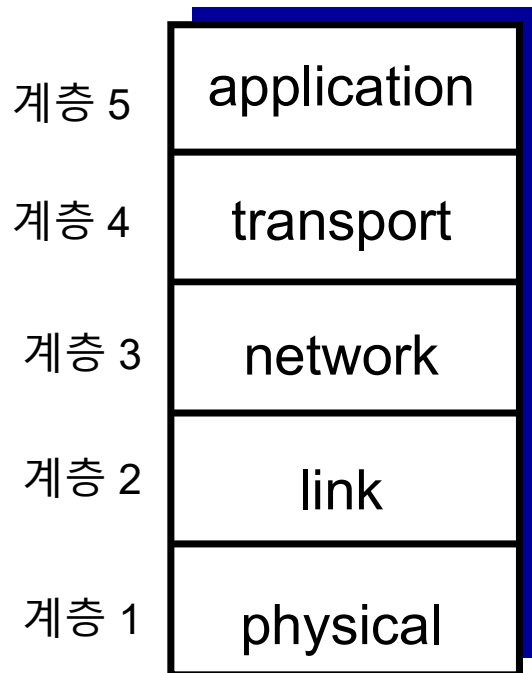 계층 5 application
계층 4 transport
계층 3 network
계층 2 link
계층 1 physical